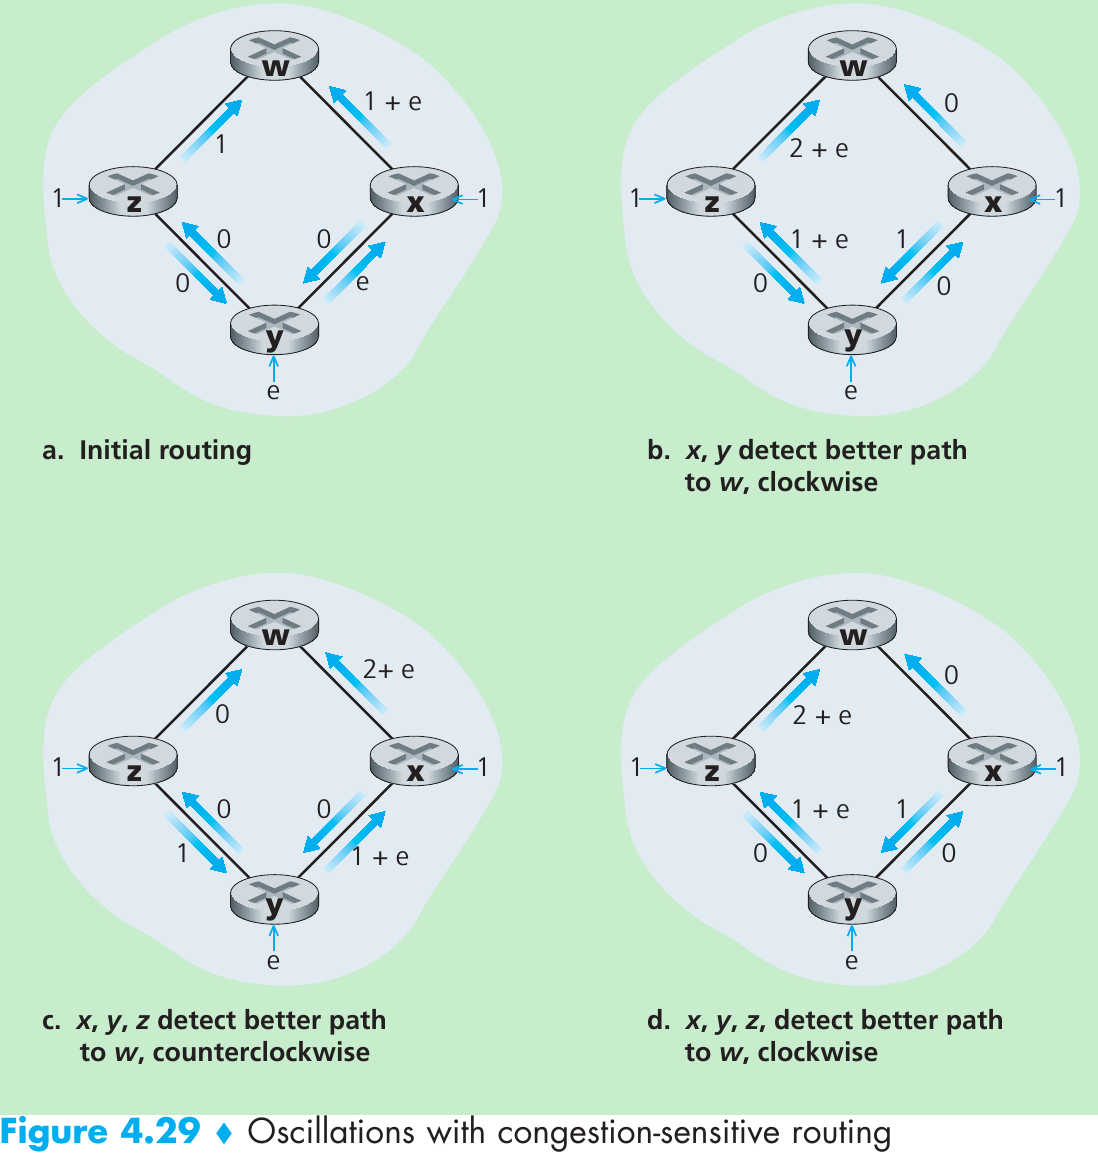 w
1 + e
1
1
z
x
1
0
0
0
e
y
e
a. Initial routing
w
0
2 + e
1
z
x
1
1 + e
1
0
0
y
e
b. x, y detect better path
to w, clockwise
w
2+ e
0
1
z
x
1
0
0
1
1 + e
y
e
c. x, y, z detect better path
to w, counterclockwise
w
0
2 + e
1
z
x
1
1 + e
1
0
0
y
e
d. x, y, z, detect better path
to w, clockwise
Figure 4.29 ♦ Oscillations with congestion-sensitive routing